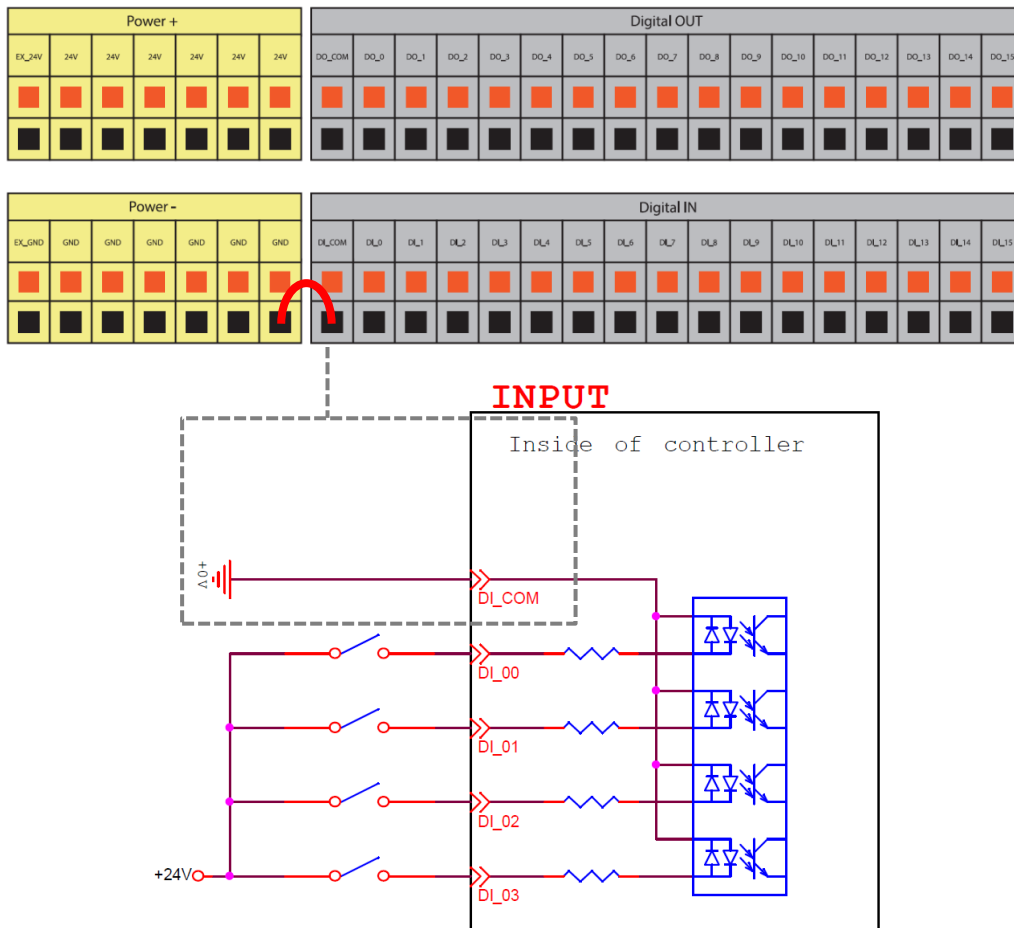 Power + Digital OUT
EX_24V 24V 24V 24V 24V 24V 24V DO_COM DO_0 DO_1 DO_2 DO_3 DO_4 DO_5 DO_6 DO_7 DO_8 DO_9 DO_10 DO_11 DO_12 DO_13 DO_14 DO_15
Power - Digital IN
EX_GND GND GND GND GND GND GND DI_COM DI_0 DI_1 DI_2 DI_3 DI_4 DI_5 DI_6 DI_7 DI_8 DI_9 DI_10 DI_11 DI_12 DI_13 DI_14 DI_15
INPUT
Inside of controller
+0V
DI_COM
DI_00
DI_01
DI_02
+24V
DI_03